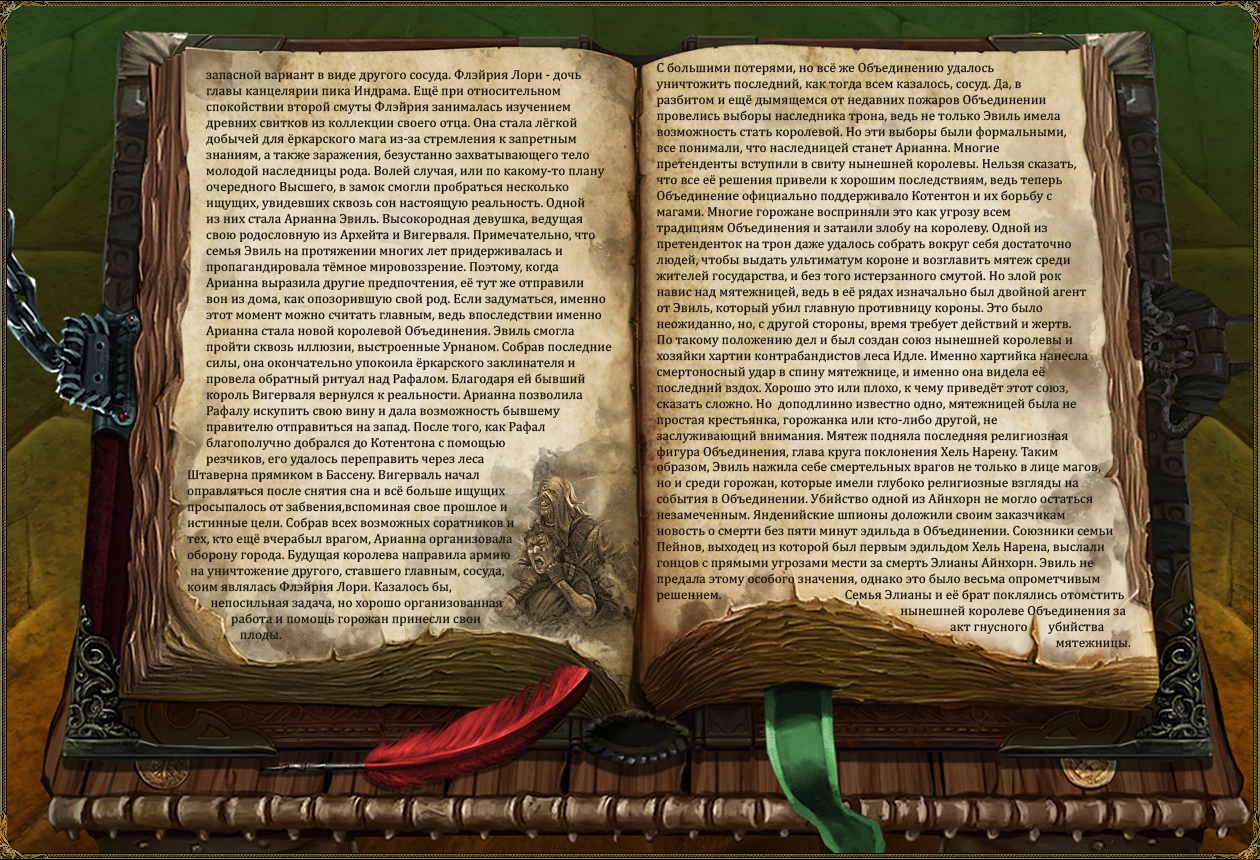 запасной вариант в виде другого сосуда. Флэйрия Лори - дочь
главы канцелярии пика Индрама. Ещё при относительном
спокойствии второй смуты Флэйрия занималась изучением
древних свитков из коллекции своего отца. Она стала лёгкой
добычей для ёркарского мага из-за стремления к запретным
знаниям, а также заражения, безустанно захватывающего тело
молодой наследницы рода. Волей случая, или по какому-то плану
очередного Высшего, в замок смогли пробраться несколько
ищущих, увидевших сквозь сон настоящую реальность. Одной
из них стала Арианна Эвиль. Высокородная девушка, ведущая
свою родословную из Архейта и Вигерваля. Примечательно, что
семья Эвиль на протяжении многих лет придерживалась и
пропагандировала тёмное мировоззрение. Поэтому, когда
Арианна выразила другие предпочтения, её тут же отправили
вон из дома, как опозорившую свой род. Если задуматься, именно
этот момент можно считать главным, ведь впоследствии именно
Арианна стала новой королевой Объединения. Эвиль смогла
пройти сквозь иллюзии, выстроенные Урнаном. Собрав последние
силы, она окончательно упокоила ёркарского заклинателя и
провела обратный ритуал над Рафалом. Благодаря ей бывший
король Вигерваля вернулся к реальности. Арианна позволила
Рафалу искупить свою вину и дала возможность бывшему
правителю отправиться на запад. После того, как Рафал
благополучно добрался до Котентона с помощью
резчиков, его удалось переправить через леса
Штаверна прямиком в Бассену. Вигерваль начал
оправляться после снятия сна и всё больше ищущих
просыпалось от забвения,вспоминая свое прошлое и
истинные цели. Собрав всех возможных соратников и
тех, кто ещё вчерабыл врагом, Арианна организовала
оборону города. Будущая королева направила армию
на уничтожение другого, ставшего главным, сосуда,
коим являлась Флэйрия Лори. Казалось бы,
непосильная задача, но хорошо организованная
работа и помощь горожан принесли свои
плоды.
С большими потерями, но всё же Объединению удалось
уничтожить последний, как тогда всем казалось, сосуд. Да, в
разбитом и ещё дымящемся от недавних пожаров Объединении
провелись выборы наследника трона, ведь не только Эвиль имела
возможность стать королевой. Но эти выборы были формальными,
все понимали, что наследницей станет Арианна. Многие
претенденты вступили в свиту нынешней королевы. Нельзя сказать,
что все её решения привели к хорошим последствиям, ведь теперь
Объединение официально поддерживало Котентон и их борьбу с
магами. Многие горожане восприняли это как угрозу всем
традициям Объединения и затаили злобу на королеву. Одной из
претенденток на трон даже удалось собрать вокруг себя достаточно
людей, чтобы выдать ультиматум короне и возглавить мятеж среди
жителей государства, и без того истерзанного смутой. Но злой рок
навис над мятежницей, ведь в её рядах изначально был двойной агент
от Эвиль, который убил главную противницу короны. Это было
неожиданно, но, с другой стороны, время требует действий и жертв.
По такому положению дел и был создан союз нынешней королевы и
хозяйки хартии контрабандистов леса Идле. Именно хартийка нанесла
смертоносный удар в спину мятежнице, и именно она видела её
последний вздох. Хорошо это или плохо, к чему приведёт этот союз,
сказать сложно. Но доподлинно известно одно, мятежницей была не
простая крестьянка, горожанка или кто-либо другой, не
заслуживающий внимания. Мятеж подняла последняя религиозная
фигура Объединения, глава круга поклонения Хель Нарену. Таким
образом, Эвиль нажила себе смертельных врагов не только в лице магов,
но и среди горожан, которые имели глубоко религиозные взгляды на
события в Объединении. Убийство одной из Айнхорн не могло остаться
незамеченным. Янденийские шпионы доложили своим заказчикам
новость о смерти без пяти минут эдильда в Объединении. Союзники семьи
Пейнов, выходец из которой был первым эдильдом Хель Нарена, выслали
гонцов с прямыми угрозами мести за смерть Элианы Айнхорн. Эвиль не
предала этому особого значения, однако это было весьма опрометчивым
решением. Семья Элианы и её брат поклялись отомстить
нынешней королеве Объединения за
акт гнусного убийства
мятежницы.